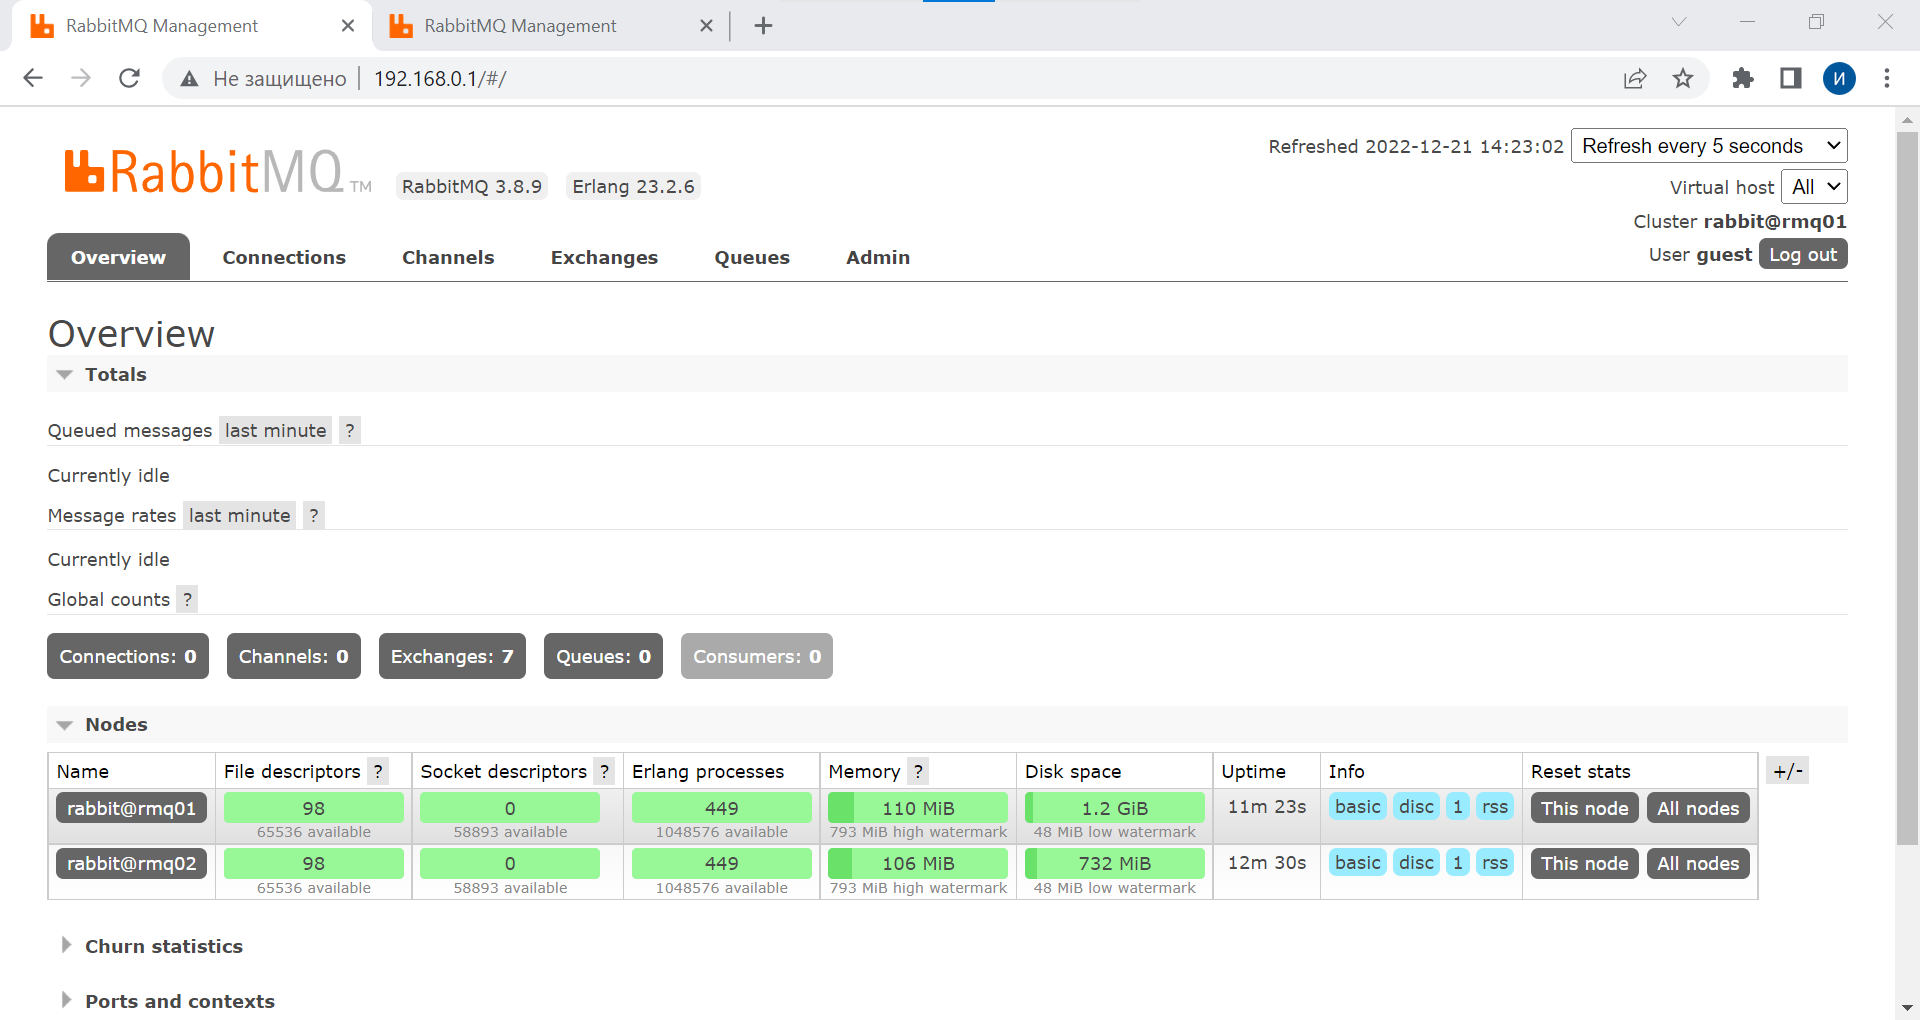 RabbitMQ Management
RabbitMQ Management
Не защищено
192.168.0.1/#/
И
RabbitMQ TM
RabbitMQ 3.8.9
Erlang 23.2.6
Refreshed 2022-12-21 14:23:02
Refresh every 5 seconds
Virtual host
All
Cluster rabbit@rmq01
User guest
Log out
Overview
Connections
Channels
Exchanges
Queues
Admin
Overview
Totals
Queued messages last minute ?
Currently idle
Message rates last minute ?
Currently idle
Global counts ?
Connections: 0
Channels: 0
Exchanges: 7
Queues: 0
Consumers: 0
Nodes
Name File descriptors ? Socket descriptors ? Erlang processes Memory ? Disk space Uptime Info Reset stats +/-
rabbit@rmq01 98 0 449 110 MiB 1.2 GiB 11m 23s basic disc 1 rss This node All nodes
65536 available 58893 available 1048576 available 793 MiB high watermark 48 MiB low watermark
rabbit@rmq02 98 0 449 106 MiB 732 MiB 12m 30s basic disc 1 rss This node All nodes
65536 available 58893 available 1048576 available 793 MiB high watermark 48 MiB low watermark
Churn statistics
Ports and contexts